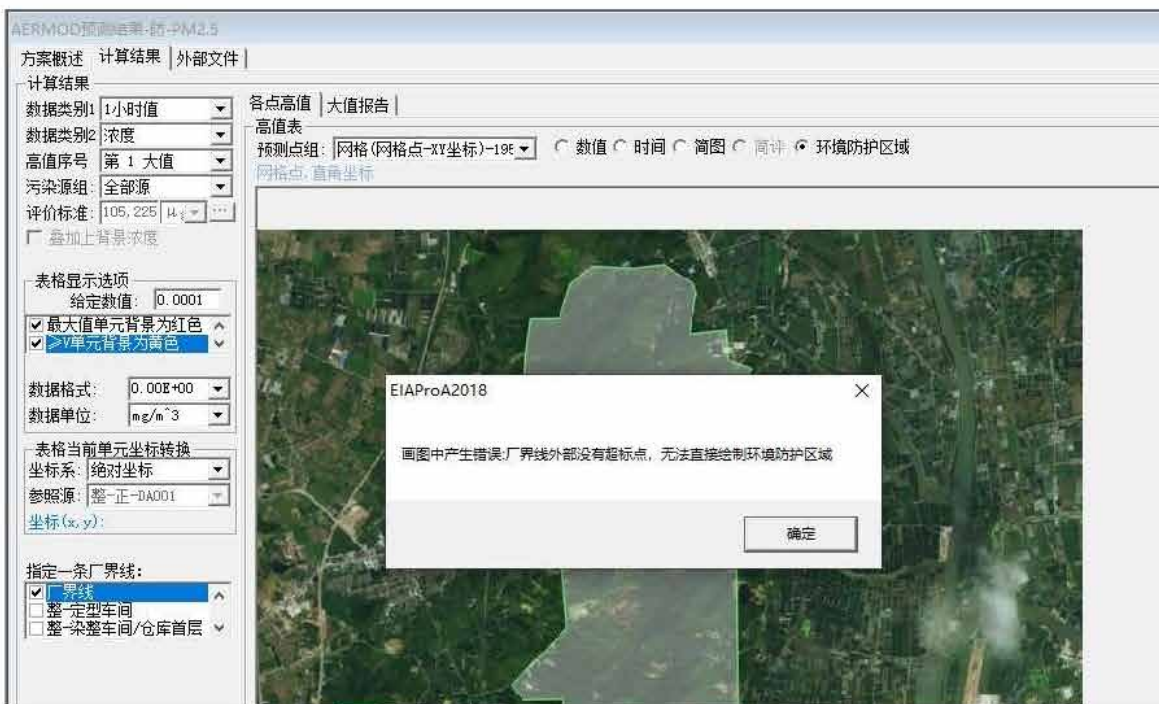 AERMOD预测结果-防-PM2.5
方案概述 计算结果 外部文件
计算结果
数据类别1 1小时值
数据类别2 浓度
高值序号 第 1 大值
污染源组: 全部源
评价标准: 105,225
叠加上背景浓度
表格显示选项
给定数值: 0.0001
最大值单元背景为红色
≥V单元背景为黄色
数据格式: 0.00E+00
数据单位: mg/m^3
表格当前单元坐标转换
坐标系: 绝对坐标
参照源: 整-正-DA001
坐标(x,y):
指定一条厂界线:
厂界线
整-定型车间
整-染整车间/仓库首层
各点高值 大值报告
高值表
预测点组: 网格(网格点-XY坐标)-195 数值 时间 简图 简评 环境防护区域
网格点,直角坐标
EIAProA2018
画图中产生错误:厂界线外部没有超标点，无法直接绘制环境防护区域
确定